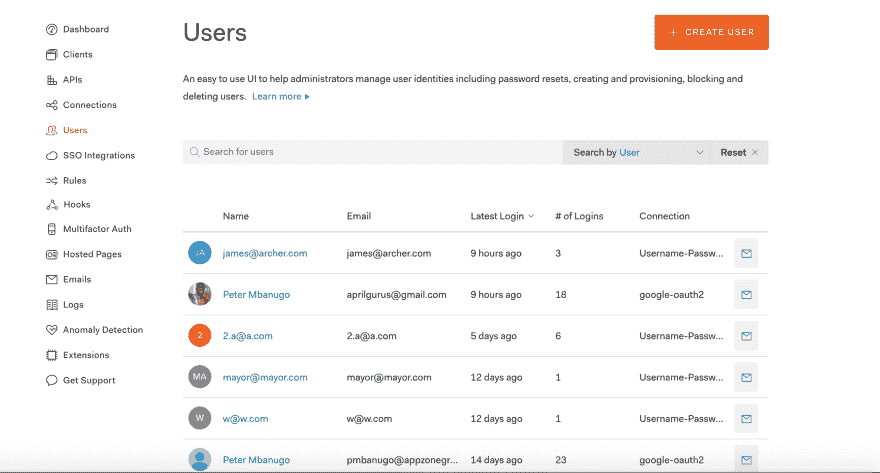 Dashboard
Clients
APIs
Connections
Users
SSO Integrations
Rules
Hooks
Multifactor Auth
Hosted Pages
Emails
Logs
Anomaly Detection
Extensions
Get Support
Users
+ CREATE USER
An easy to use UI to help administrators manage user identities including password resets, creating and provisioning, blocking and
deleting users. Learn more
Search for users Search by User Reset ×
Name Email Latest Login # of Logins Connection
JA james@archer.com james@archer.com 9 hours ago 3 Username-Passw...
Peter Mbanugo aprilgurus@gmail.com 9 hours ago 18 google-oauth2
2 2.a@a.com 2.a@a.com 5 days ago 6 Username-Passw...
MA mayor@mayor.com mayor@mayor.com 12 days ago 1 Username-Passw...
W w@w.com w@w.com 12 days ago 1 Username-Passw...
Peter Mbanugo pmbanugo@appzonegr... 14 days ago 23 google-oauth2